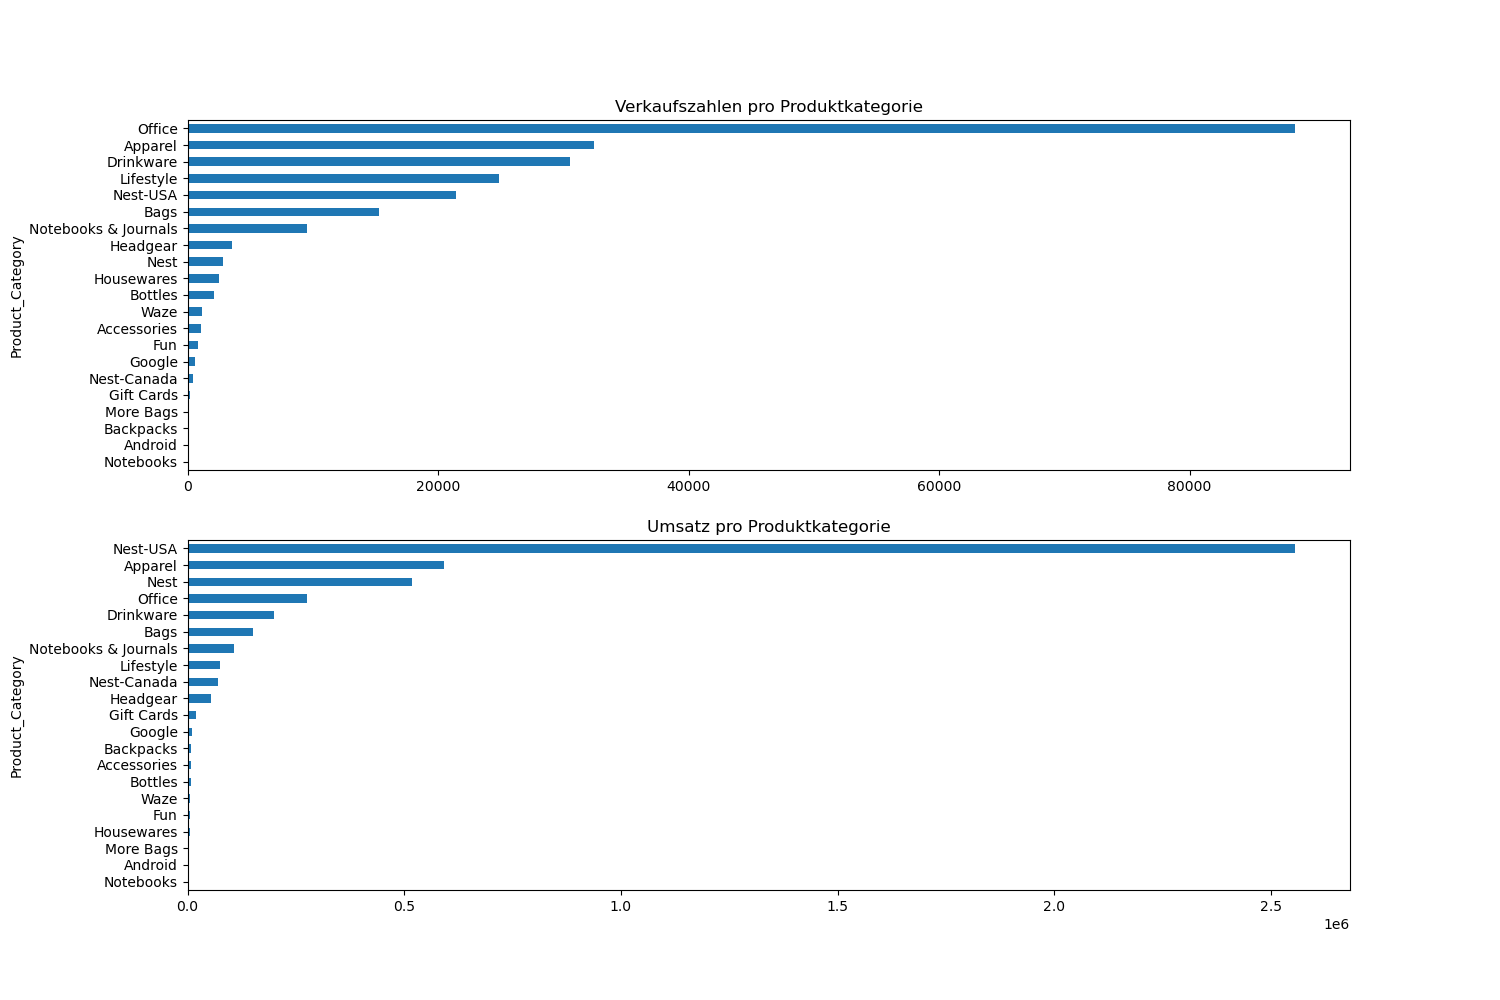 Verkaufszahlen pro Produktkategorie
Product_Category
Office
Apparel
Drinkware
Lifestyle
Nest-USA
Bags
Notebooks & Journals
Headgear
Nest
Housewares
Bottles
Waze
Accessories
Fun
Google
Nest-Canada
Gift Cards
More Bags
Backpacks
Android
Notebooks
0 20000 40000 60000 80000
Umsatz pro Produktkategorie
Product_Category
Nest-USA
Apparel
Nest
Office
Drinkware
Bags
Notebooks & Journals
Lifestyle
Nest-Canada
Headgear
Gift Cards
Google
Backpacks
Accessories
Bottles
Waze
Fun
Housewares
More Bags
Android
Notebooks
0.0 0.5 1.0 1.5 2.0 2.5
1e6